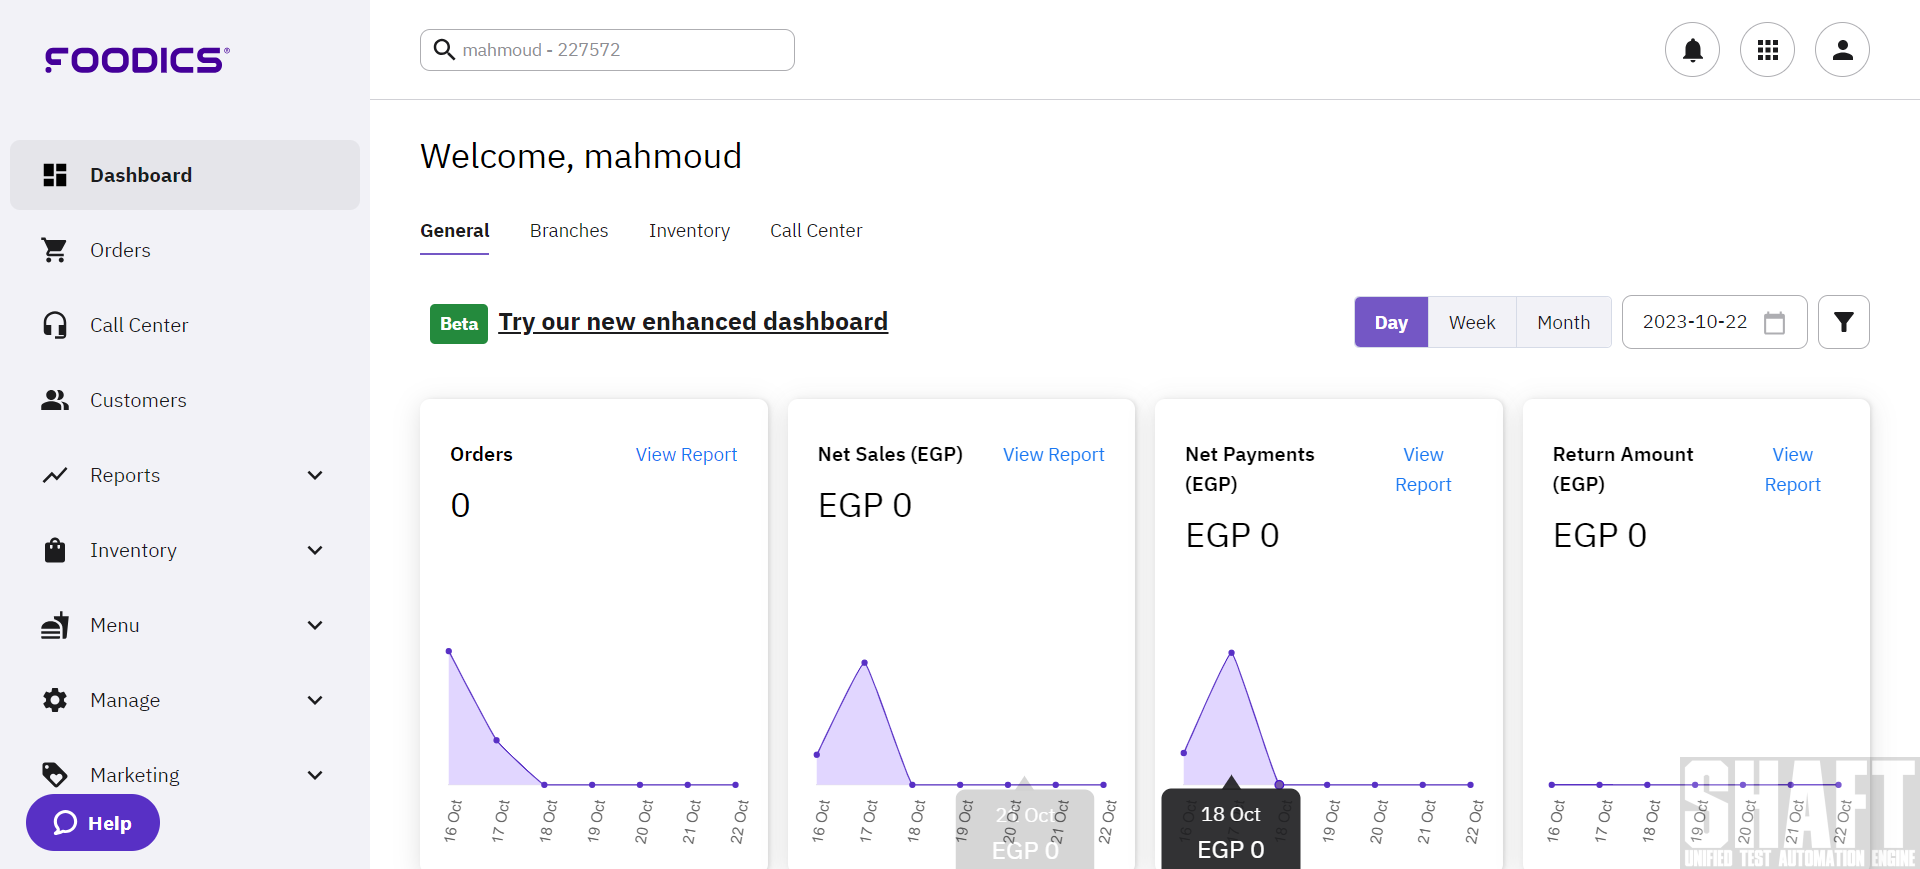 FOODICS®
mahmoud - 227572
Dashboard
Orders
Call Center
Customers
Reports
Inventory
Menu
Manage
Marketing
Help
Welcome, mahmoud
General Branches Inventory Call Center
Beta Try our new enhanced dashboard
Day Week Month 2023-10-22
Orders View Report
0
16 Oct 17 Oct 18 Oct 19 Oct 20 Oct 21 Oct 22 Oct
Net Sales (EGP) View Report
EGP 0
16 Oct 17 Oct 18 Oct 19 Oct 20 Oct 21 Oct 22 Oct
Oct
EGP 0
Net Payments View
(EGP) Report
EGP 0
16 Oct 17 Oct 18 Oct 19 Oct 20 Oct 21 Oct 22 Oct
18 Oct
EGP 0
Return Amount View
(EGP) Report
EGP 0
16 Oct 17 Oct 18 Oct 19 Oct 20 Oct 21 Oct 22 Oct
SHAFT
UNIFIED TEST AUTOMATION ENGINE